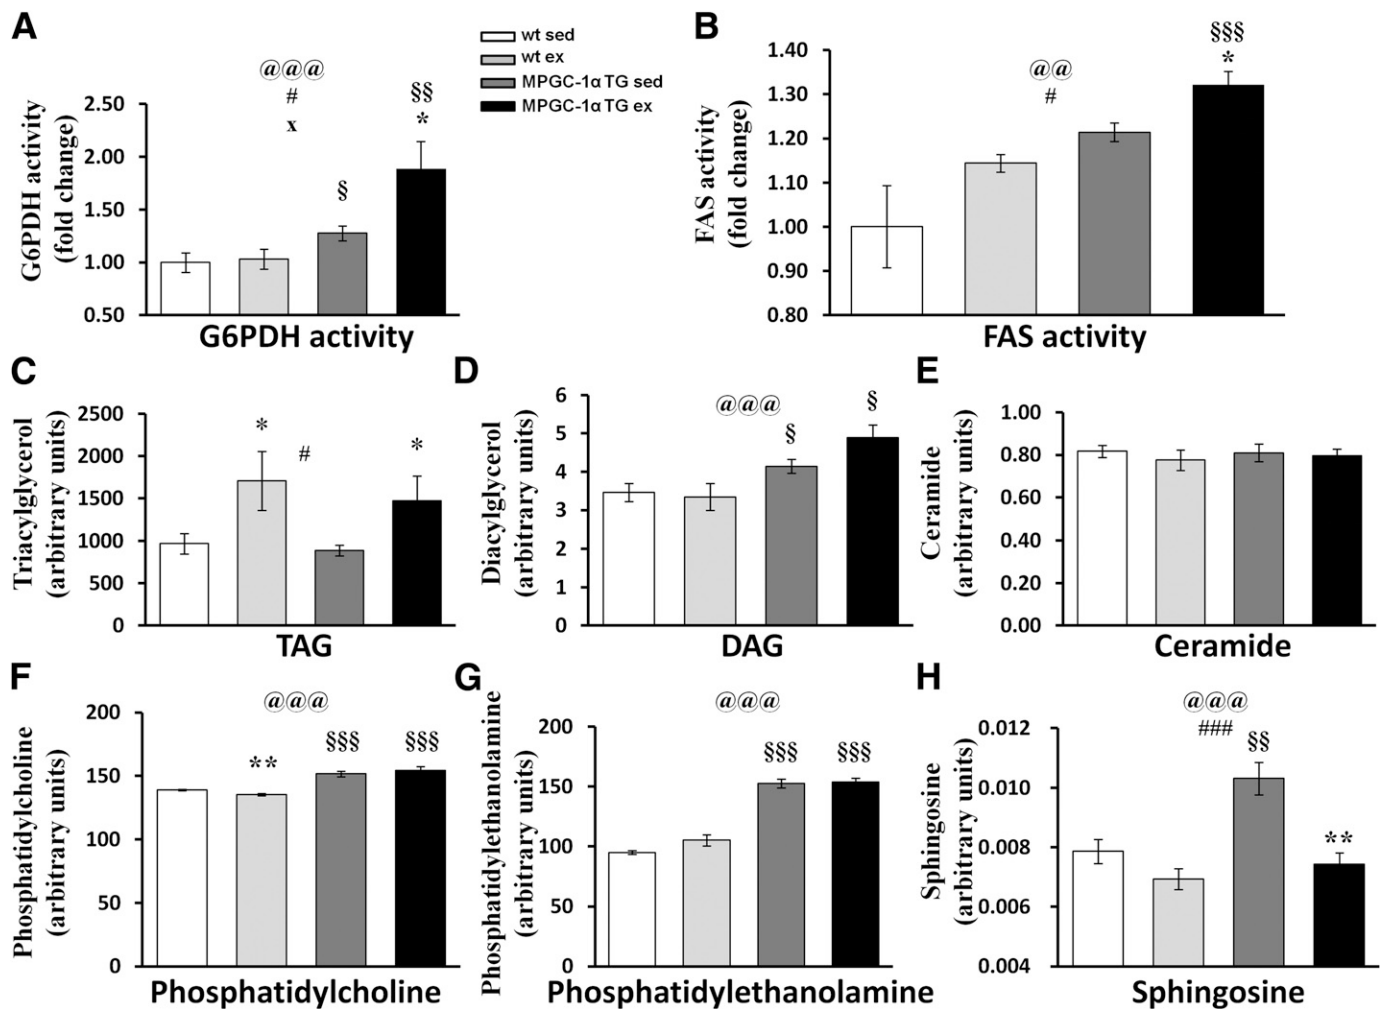 A
wt sed
wt ex
MPGC-1α TG sed
MPGC-1α TG ex
@@@
#
x
§§
*
§
G6PDH activity
(fold change)
2.50
2.00
1.50
1.00
0.50
G6PDH activity
B
§§§
*
@@
#
FAS activity
(fold change)
1.40
1.30
1.20
1.10
1.00
0.90
0.80
FAS activity
C
Triacylglycerol
(arbitrary units)
2500
2000
1500
1000
500
0
*
#
*
TAG
D
Diacylglycerol
(arbitrary units)
6
5
4
3
2
1
0
@@@
§
§
DAG
E
Ceramide
(arbitrary units)
1.00
0.80
0.60
0.40
0.20
0.00
Ceramide
F
Phosphatidylcholine
(arbitrary units)
200
150
100
50
0
@@@
**
§§§
§§§
Phosphatidylcholine
G
Phosphatidylethanolamine
(arbitrary units)
200
150
100
50
0
@@@
§§§
§§§
Phosphatidylethanolamine
H
Sphingosine
(arbitrary units)
0.012
0.010
0.008
0.006
0.004
@@@
###
§§
**
Sphingosine